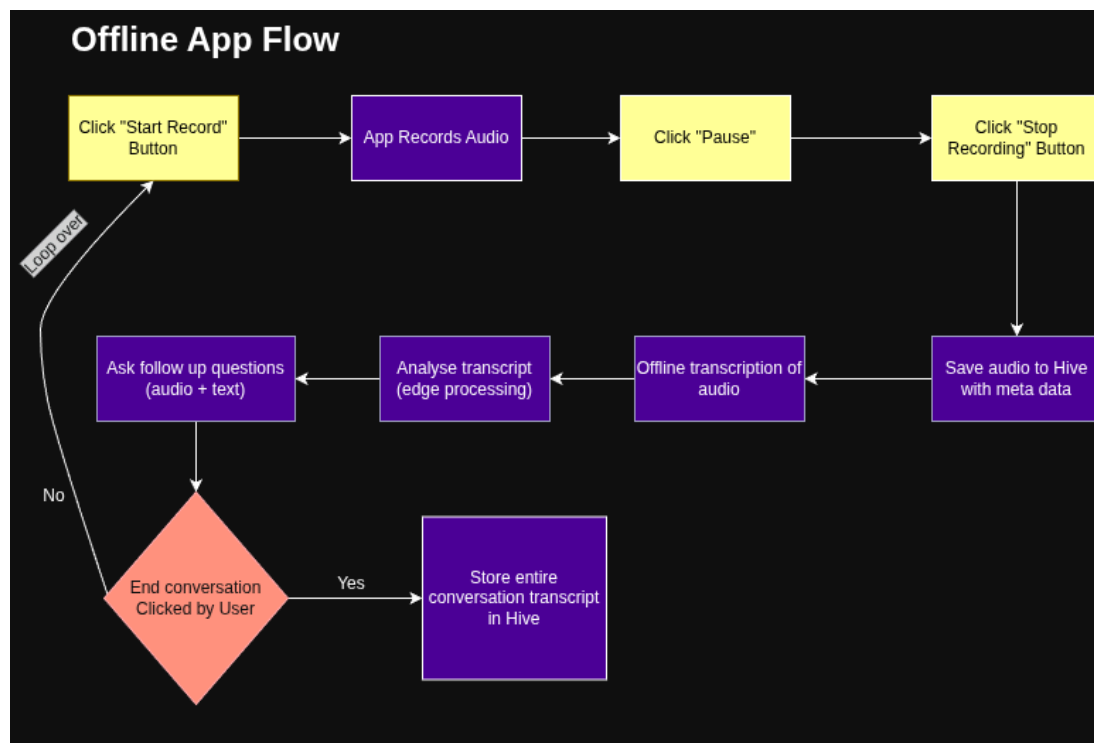 Offline App Flow
Click "Start Record"
Button
App Records Audio
Click "Pause"
Click "Stop
Recording" Button
Loop over
Ask follow up questions
(audio + text)
Analyse transcript
(edge processing)
Offline transcription of
audio
Save audio to Hive
with meta data
No
End conversation
Clicked by User
Yes
Store entire
conversation transcript
in Hive